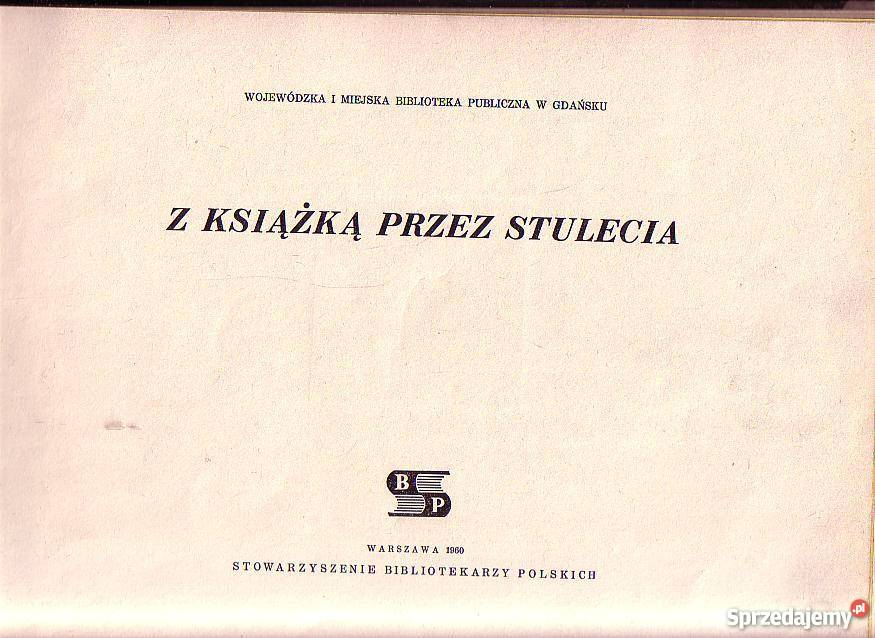 WOJEWÓDZKA I MIEJSKA BIBLIOTEKA PUBLICZNA W GDAŃSKU
Z KSIĄŻKĄ PRZEZ STULECIA
B
P
WARSZAWA 1960
STOWARZYSZENIE BIBLIOTEKARZY POLSKICH
Sprzedajemy.pl